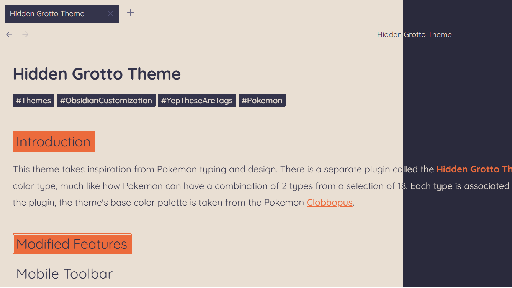 Hidden Grotto Theme
Hidden Grotto Theme
Hidden Grotto Theme
#Themes #ObsidianCustomization #YepTheseAreTags #Pokemon
Introduction
This theme takes inspiration from Pokemon typing and design. There is a separate plugin called the Hidden Grotto Th
color type, much like how Pokemon can have a combination of 2 types from a selection of 18. Each type is associated
the plugin, the theme's base color palette is taken from the Pokemon Clobbopus.
Modified Features
Mobile Toolbar